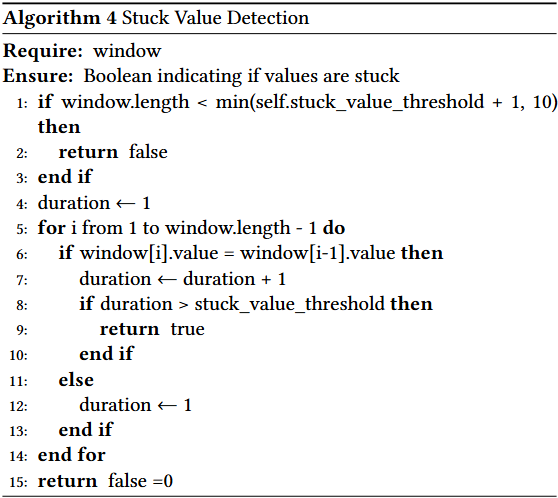 Algorithm 4 Stuck Value Detection
Require: window
Ensure: Boolean indicating if values are stuck
1: if window.length < min(self.stuck_value_threshold + 1, 10)
then
2: return false
3: end if
4: duration ← 1
5: for i from 1 to window.length - 1 do
6: if window[i].value = window[i-1].value then
7: duration ← duration + 1
8: if duration > stuck_value_threshold then
9: return true
10: end if
11: else
12: duration ← 1
13: end if
14: end for
15: return false =0